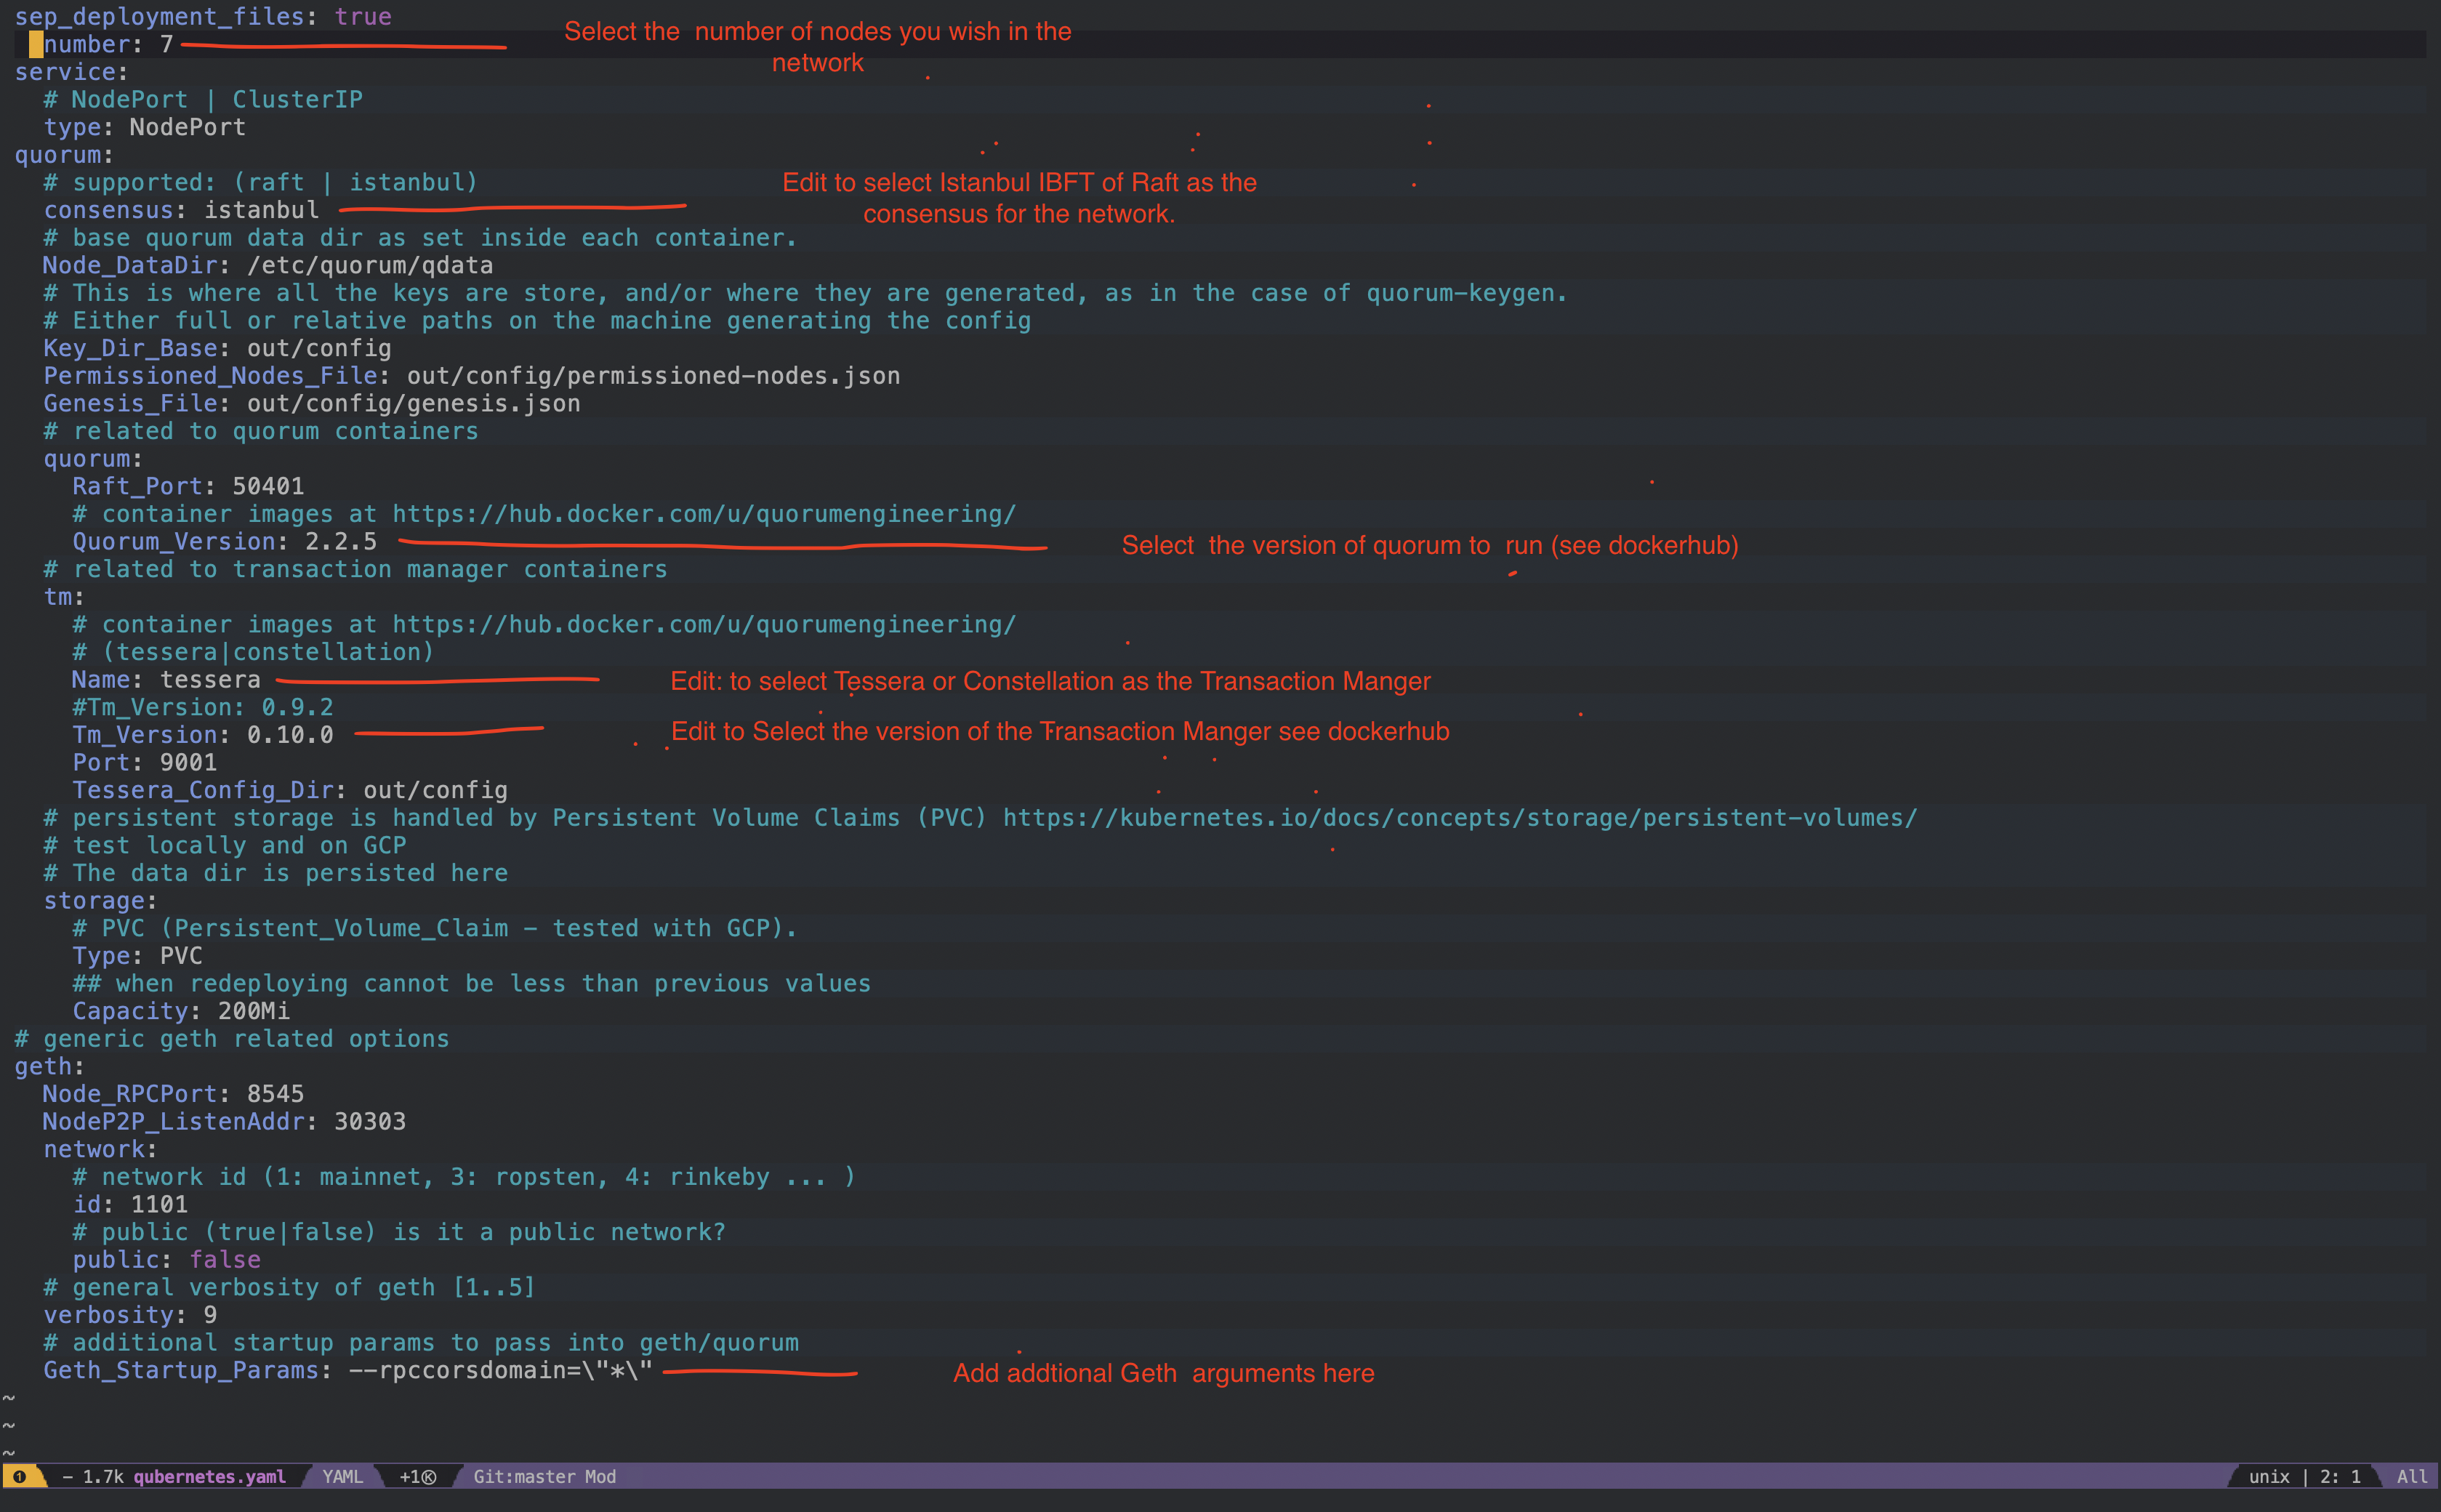 sep_deployment_files: true
number: 7
Select the  number of nodes you wish in the
network
service:
# NodePort | ClusterIP
type: NodePort
quorum:
# supported: (raft | istanbul)
Edit to select Istanbul IBFT of Raft as the
consensus for the network.
consensus: istanbul
# base quorum data dir as set inside each container.
Node_DataDir: /etc/quorum/qdata
# This is where all the keys are store, and/or where they are generated, as in the case of quorum-keygen.
# Either full or relative paths on the machine generating the config
Key_Dir_Base: out/config
Permissioned_Nodes_File: out/config/permissioned-nodes.json
Genesis_File: out/config/genesis.json
# related to quorum containers
quorum:
Raft_Port: 50401
# container images at https://hub.docker.com/u/quorumengineering/
Quorum_Version: 2.2.5
Select  the version of quorum to  run (see dockerhub)
# related to transaction manager containers
tm:
# container images at https://hub.docker.com/u/quorumengineering/
# (tessera|constellation)
Name: tessera
Edit: to select Tessera or Constellation as the Transaction Manger
#Tm_Version: 0.9.2
Tm_Version: 0.10.0
Edit to Select the version of the Transaction Manger see dockerhub
Port: 9001
Tessera_Config_Dir: out/config
# persistent storage is handled by Persistent Volume Claims (PVC) https://kubernetes.io/docs/concepts/storage/persistent-volumes/
# test locally and on GCP
# The data dir is persisted here
storage:
# PVC (Persistent_Volume_Claim - tested with GCP).
Type: PVC
## when redeploying cannot be less than previous values
Capacity: 200Mi
# generic geth related options
geth:
Node_RPCPort: 8545
NodeP2P_ListenAddr: 30303
network:
# network id (1: mainnet, 3: ropsten, 4: rinkeby ... )
id: 1101
# public (true|false) is it a public network?
public: false
# general verbosity of geth [1..5]
verbosity: 9
# additional startup params to pass into geth/quorum
Geth_Startup_Params: --rpccorsdomain=\"*\"
Add addtional Geth  arguments here
~
~
~
❶ - 1.7k qubernetes.yaml YAML +1Ⓚ Git:master Mod unix | 2: 1 All